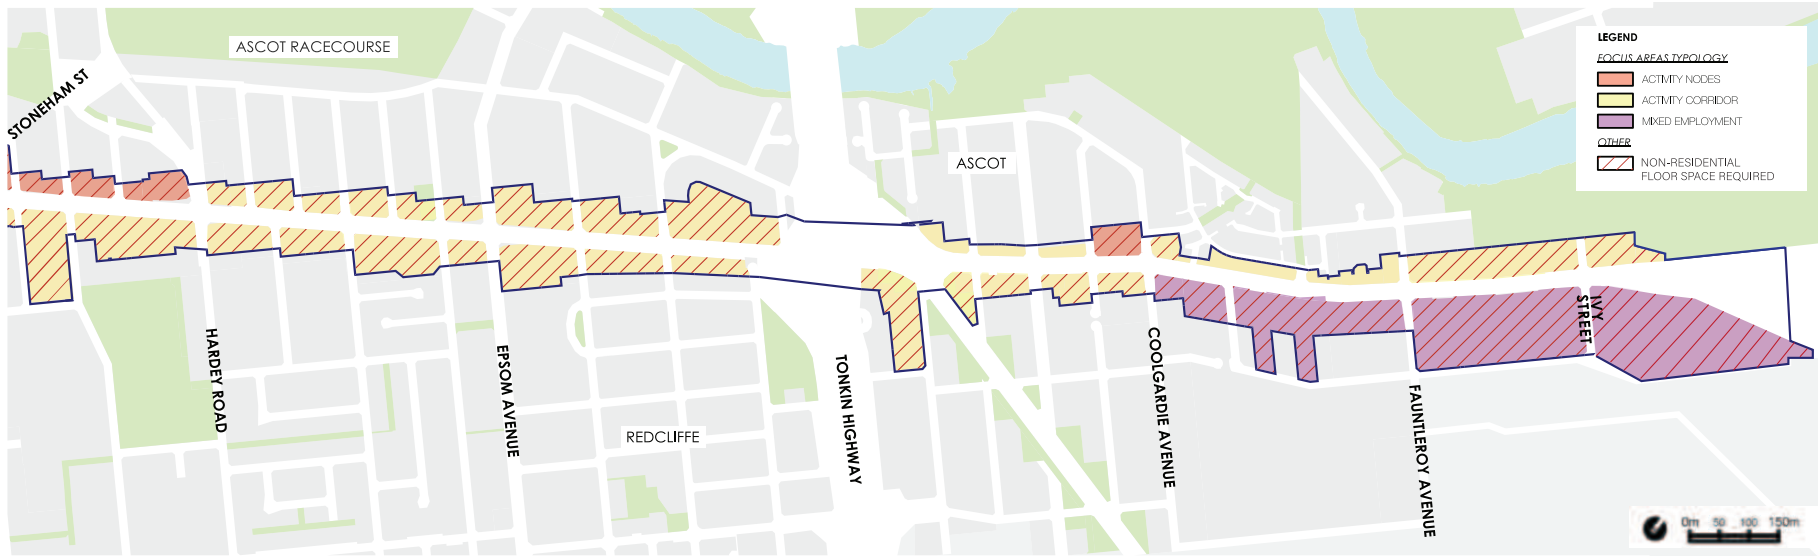 ASCOT RACECOURSE
STONEHAM ST
ASCOT
LEGEND
FOCUS AREAS TYPOLOGY
ACTIVITY NODES
ACTIVITY CORRIDOR
MIXED EMPLOYMENT
OTHER
NON-RESIDENTIAL
FLOOR SPACE REQUIRED
HARDEY ROAD
EPSOM AVENUE
REDCLIFFE
TONKIN HIGHWAY
COOLGARDIE AVENUE
FAUNTLEROY AVENUE
IVY
STREET
0m 50 100 150m